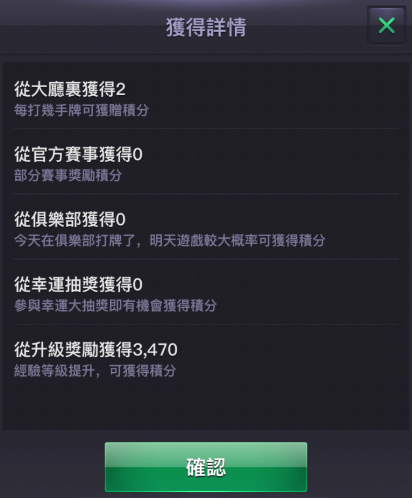 獲得詳情
從大廳裏獲得2
每打幾手牌可獲贈積分
從官方賽事獲得0
部分賽事獎勵積分
從俱樂部獲得0
今天在俱樂部打牌了，明天遊戲較大概率可獲得積分
從幸運抽獎獲得0
參與幸運大抽獎即有機會獲得積分
從升級獎勵獲得3,470
經驗等級提升，可獲得積分
確認